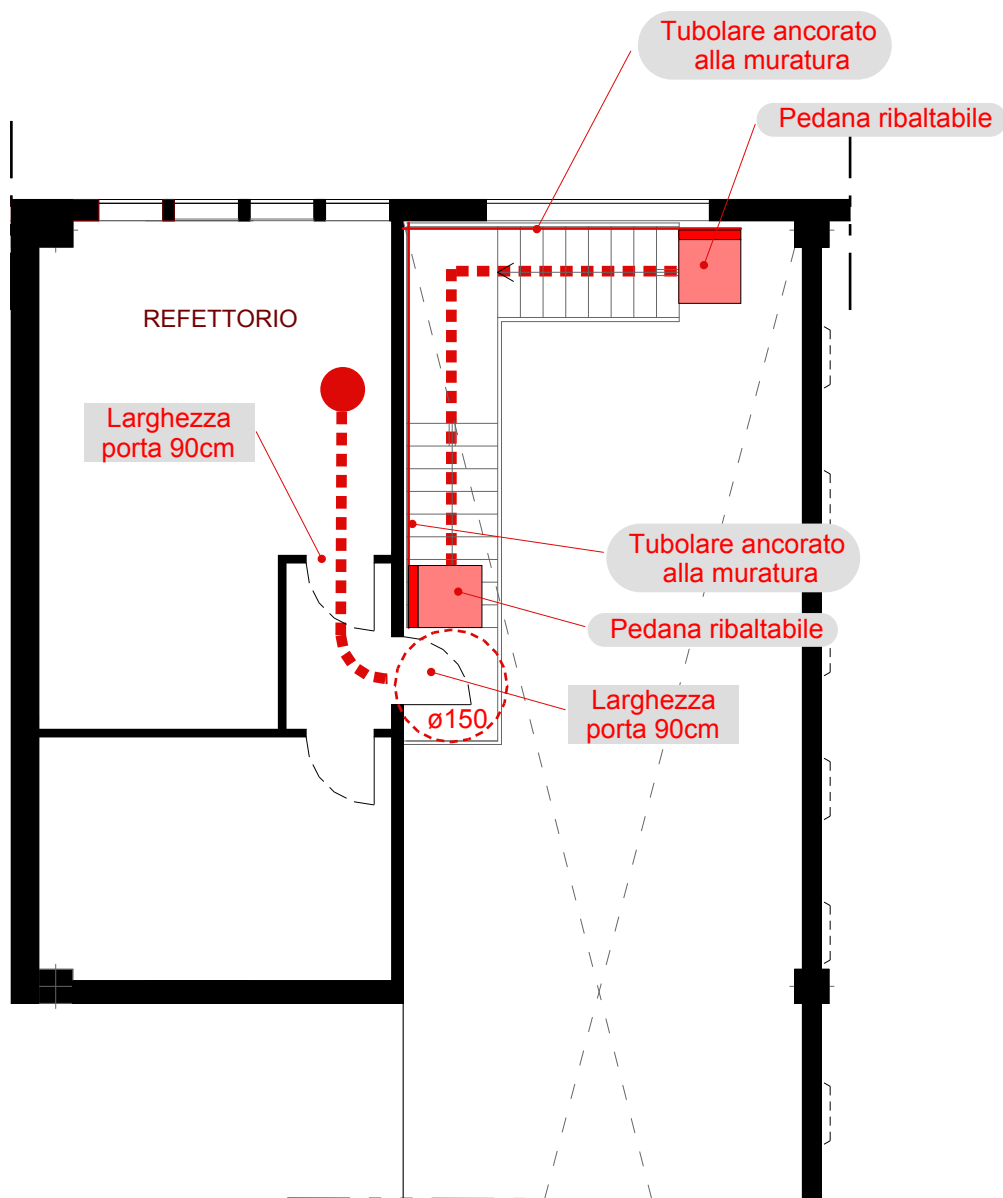 Tubolare ancorato
alla muratura
Pedana ribaltabile
REFETTORIO
Larghezza
porta 90cm
Tubolare ancorato
alla muratura
Pedana ribaltabile
Larghezza
porta 90cm
ø150